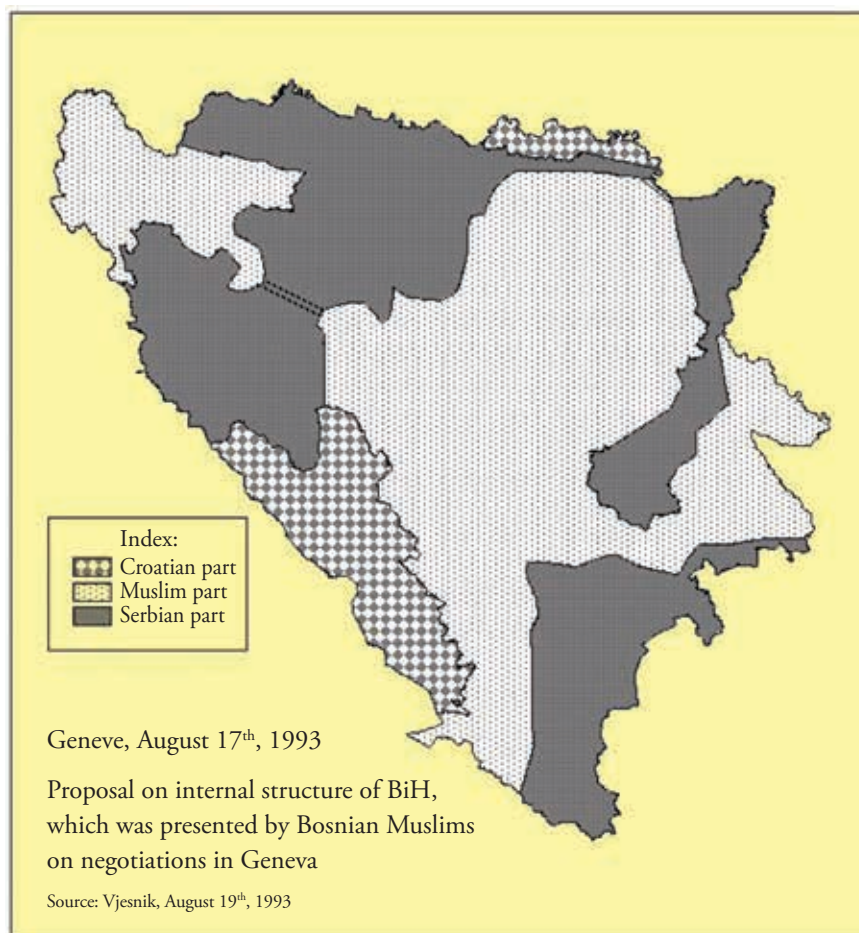 Index:
Croatian part
Muslim part
Serbian part
Geneve, August 17th, 1993
Proposal on internal structure of BiH,
which was presented by Bosnian Muslims
on negotiations in Geneva
Source: Vjesnik, August 19th, 1993